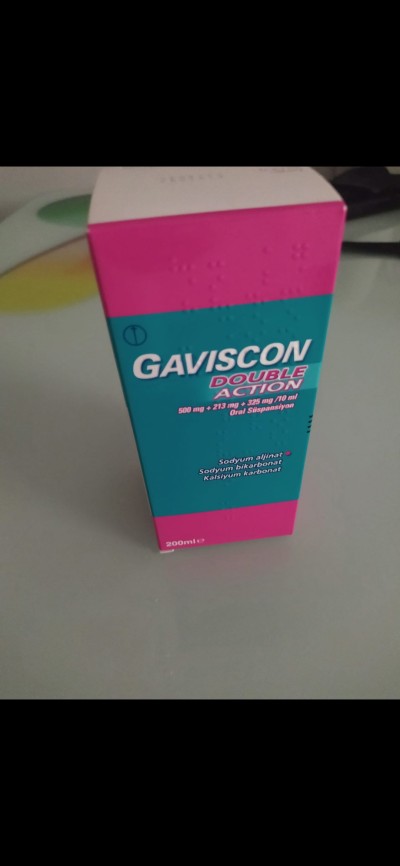 GAVISCON
DOUBLE
ACTION
500 mg + 213 mg + 325 mg /10 ml
Oral Süspansiyon
Sodyum aljinat
Sodyum bikarbonat
Kalsiyum karbonat
200ml ℮